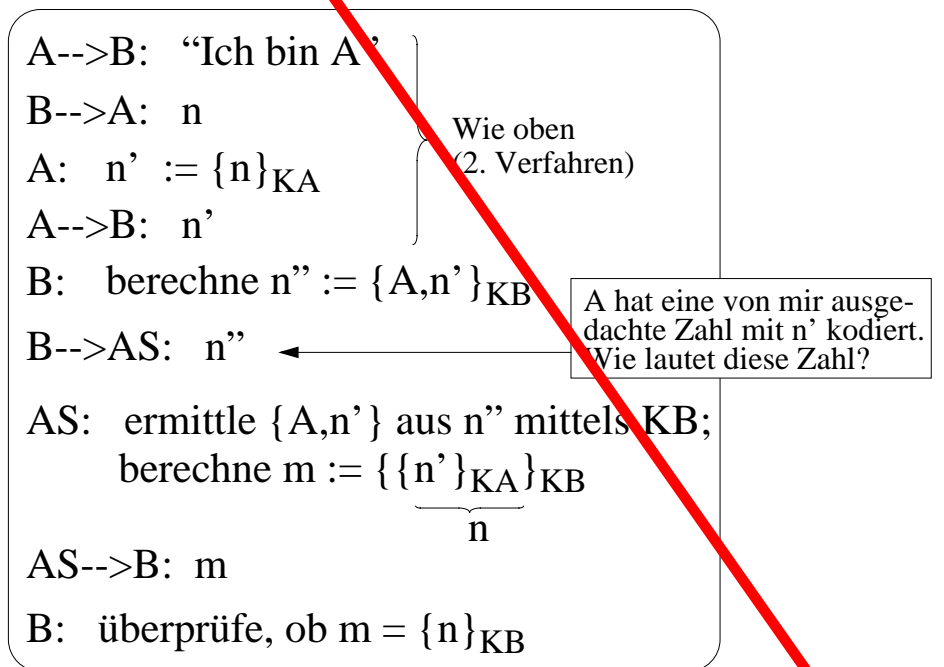 A-->B: “Ich bin A”
B-->A: n
A: n’ := {n}KA
A-->B: n’
Wie oben
(2. Verfahren)
B: berechne n” := {A,n’}KB
B-->AS: n”
A hat eine von mir ausge-
dachte Zahl mit n’ kodiert.
Wie lautet diese Zahl?
AS: ermittle {A,n’} aus n” mittels KB;
berechne m := {{n’}KA}KB
n
AS-->B: m
B: überprüfe, ob m = {n}KB